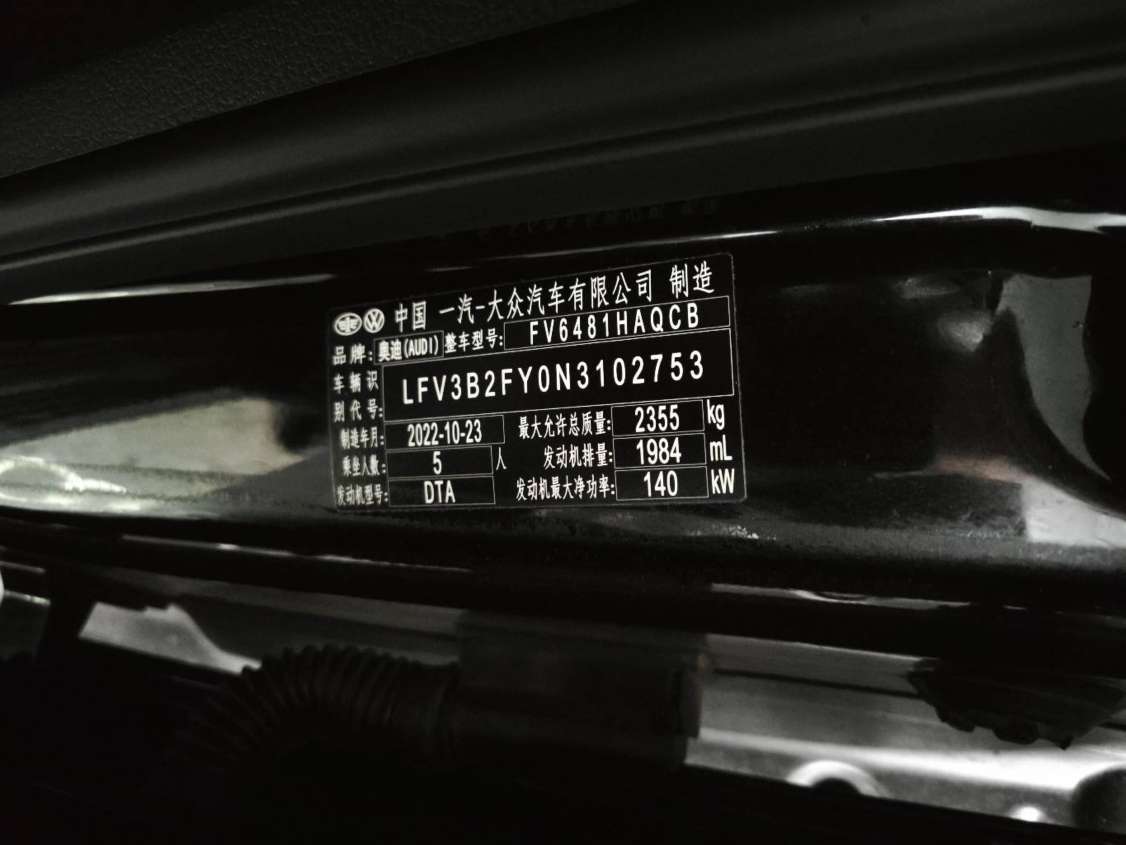 中国 一汽-大众汽车有限公司 制造
品牌: 奥迪(AUDI) 整车型号: FV6481HAQCB
车辆识别代号: LFV3B2FY0N3102753
制造年月: 2022-10-23 最大允许总质量: 2355 kg
乘坐人数: 5 人 发动机排量: 1984 mL
发动机型号: DTA 发动机最大净功率: 140 kW